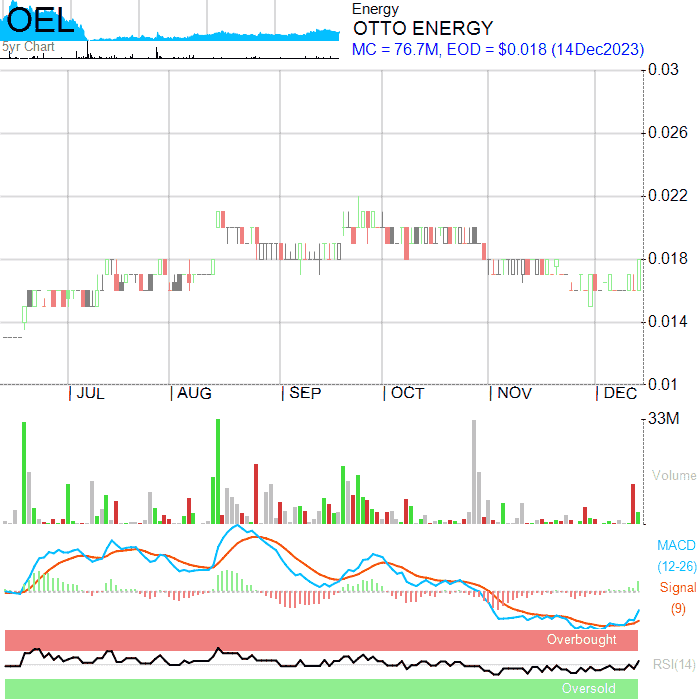 OEL
5yr Chart
Energy
OTTO ENERGY
MC = 76.7M, EOD = $0.018 (14Dec2023)
0.03
0.026
0.022
0.018
0.014
0.01
JUL AUG SEP OCT NOV DEC
33M
Volume
MACD
(12-26)
Signal
(9)
Overbought
RSI(14)
Oversold